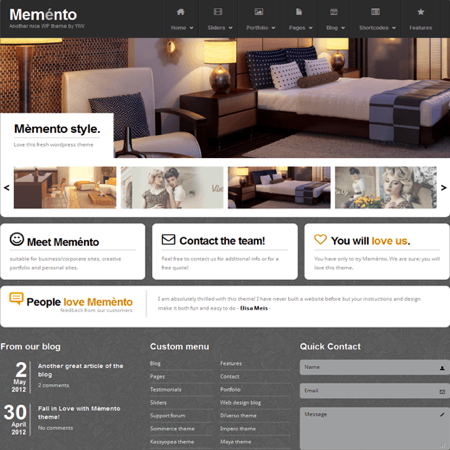 Meménto
Another nice WP theme by YIW
Home
Sliders
Portfolio
Pages
Blog
Shortcodes
Features
Mèmento style.
Love this fresh wordpress theme
<
>
Meet Meménto
suitable for business/corporate sites, creative
portfolio and personal sites.
Contact the team!
Feel free to contact us for additional info or for
a free quote!
You will love us.
You have only to try Meménto. We are sure: you will
love this theme.
People love Memènto
feedback from our customers
I am absolutely thrilled with this theme! I have never built a website before but your instructions and design
make it both fun and easy to do - Elisa Meis -
From our blog
2
May
2012
Another great article of the
blog
2 comments
30
April
2012
Fall in Love with Mèmento
theme!
No comments
Custom menu
Blog
Pages
Testimonials
Sliders
Support forum
Sommerce theme
Kassyopea theme
Features
Contact
Portfolio
Web design blog
Diverso theme
Impero theme
Maya theme
Quick Contact
Name
Email
Message